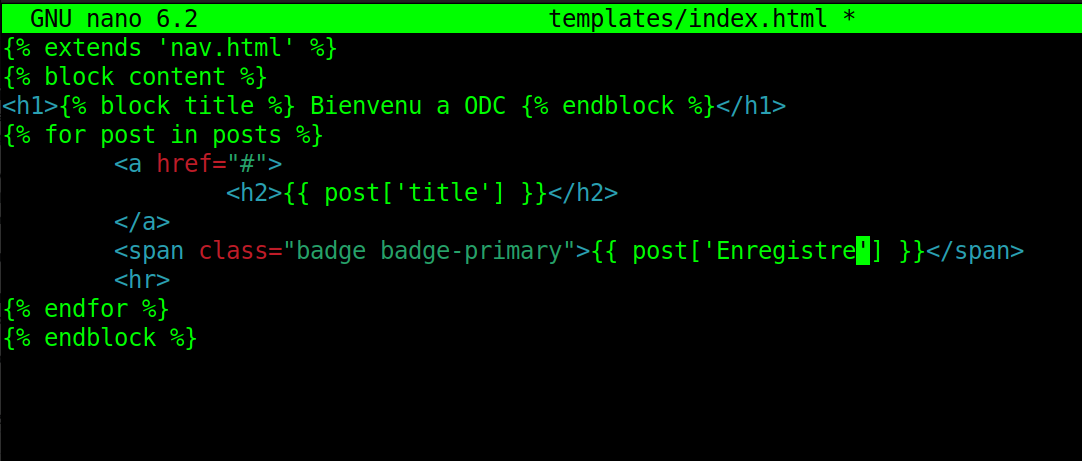 GNU nano 6.2 templates/index.html *
{% extends 'nav.html' %}
{% block content %}
<h1>{% block title %} Bienvenu a ODC {% endblock %}</h1>
{% for post in posts %}
<a href="#">
<h2>{{ post['title'] }}</h2>
</a>
<span class="badge badge-primary">{{ post['Enregistre'] }}</span>
<hr>
{% endfor %}
{% endblock %}